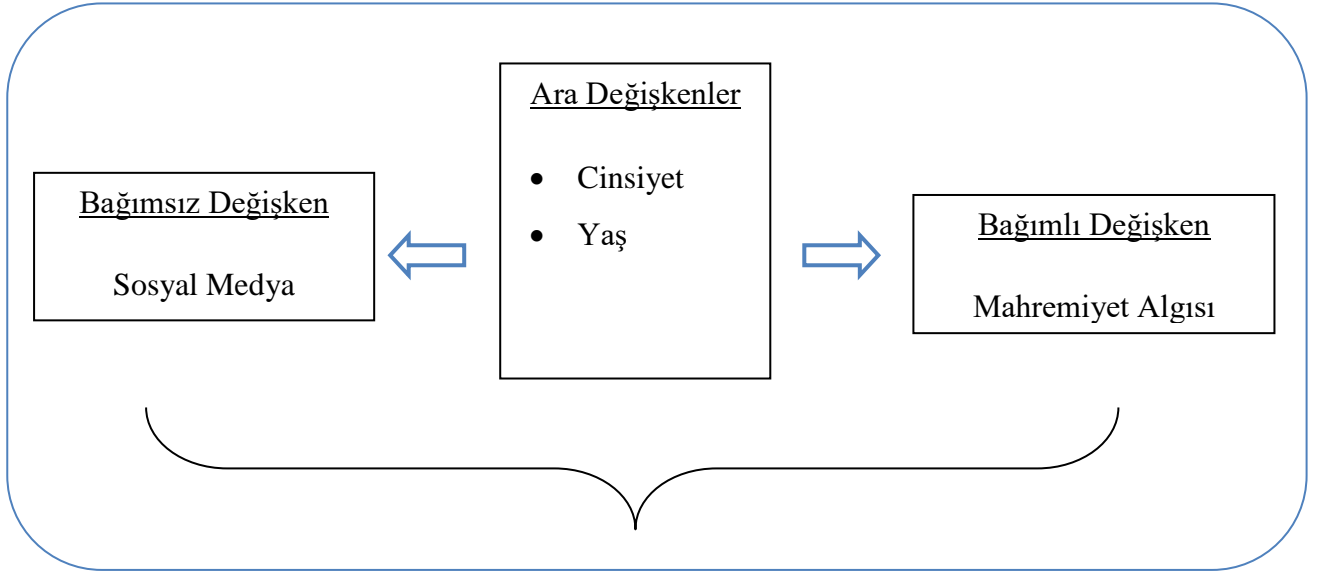 Bağımsız Değişken
Sosyal Medya
Ara Değişkenler
• Cinsiyet
• Yaş
Bağımlı Değişken
Mahremiyet Algısı